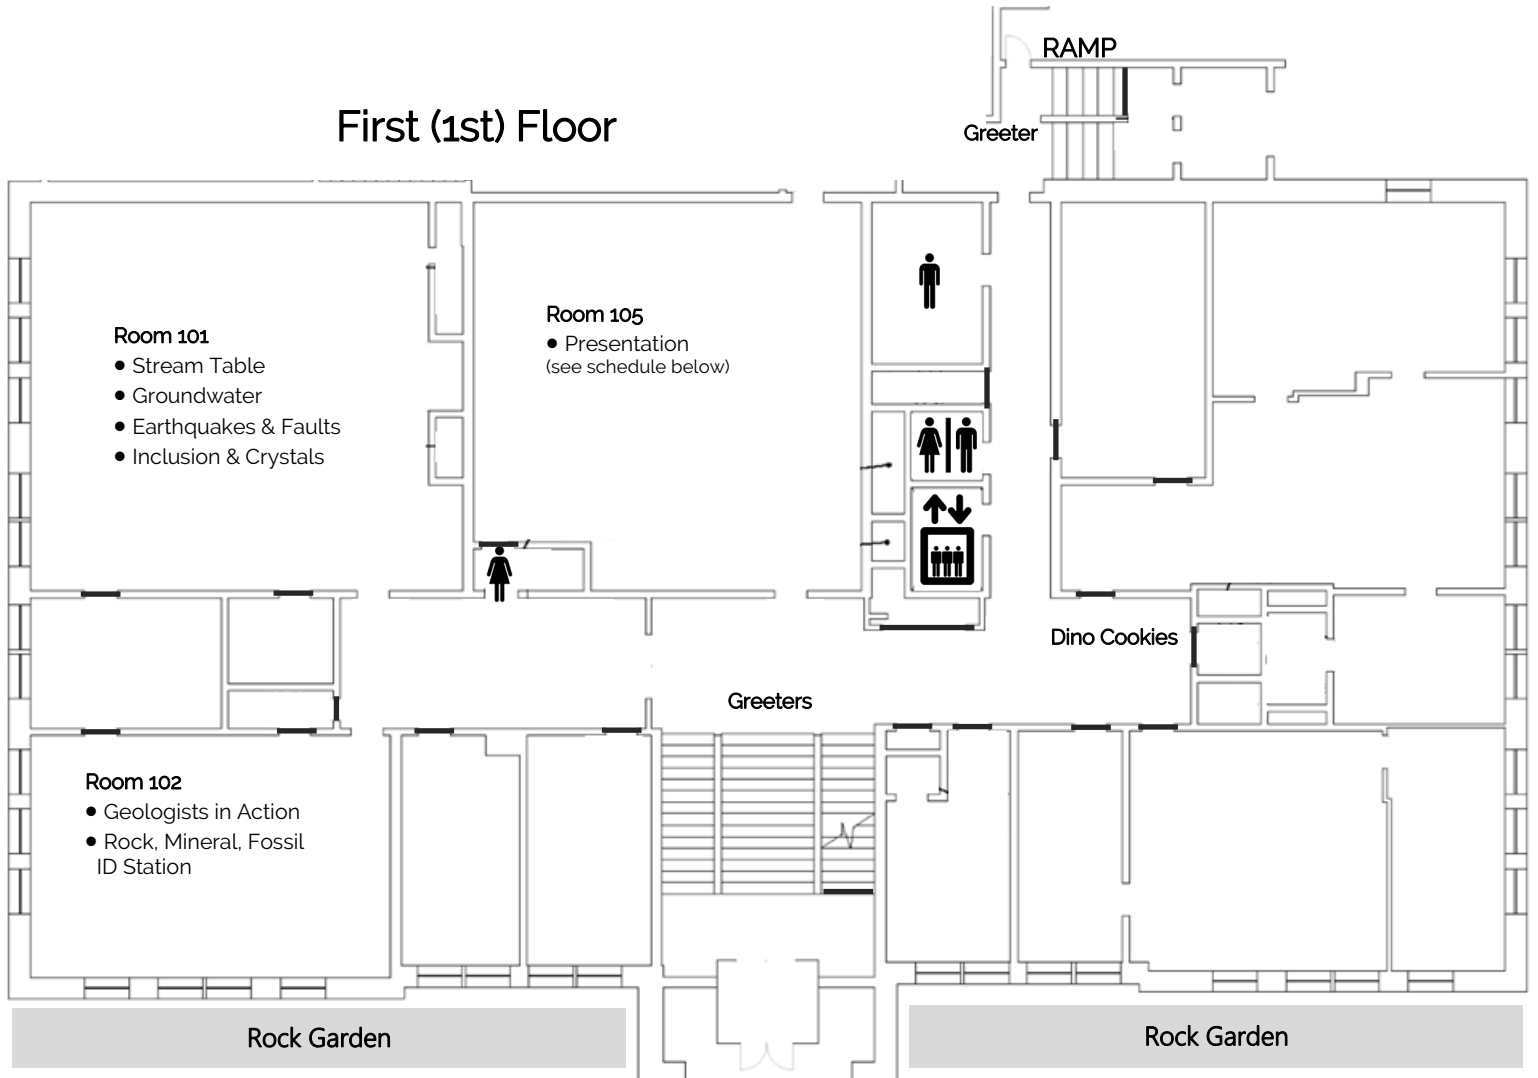 RAMP
First (1st) Floor
Greeter
Room 101
● Stream Table
● Groundwater
● Earthquakes & Faults
● Inclusion & Crystals
Room 105
● Presentation
(see schedule below)
Dino Cookies
Greeters
Room 102
● Geologists in Action
● Rock, Mineral, Fossil
ID Station
Rock Garden
Rock Garden